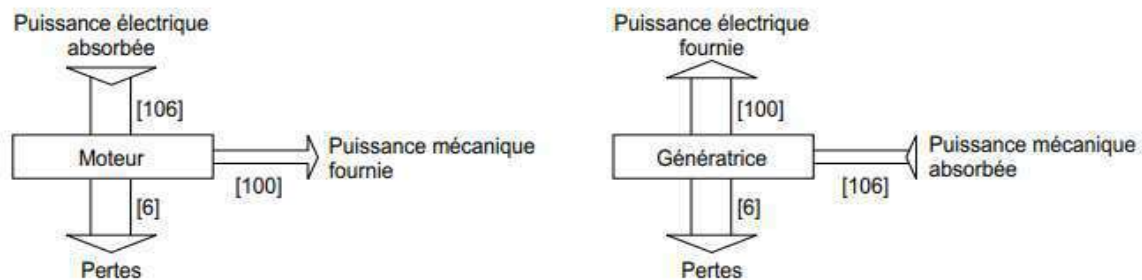 Puissance électrique
absorbée
[106]
Moteur
Puissance mécanique
fournie
[100]
[6]
Pertes
Puissance électrique
fournie
[100]
Génératrice
Puissance mécanique
absorbée
[106]
[6]
Pertes